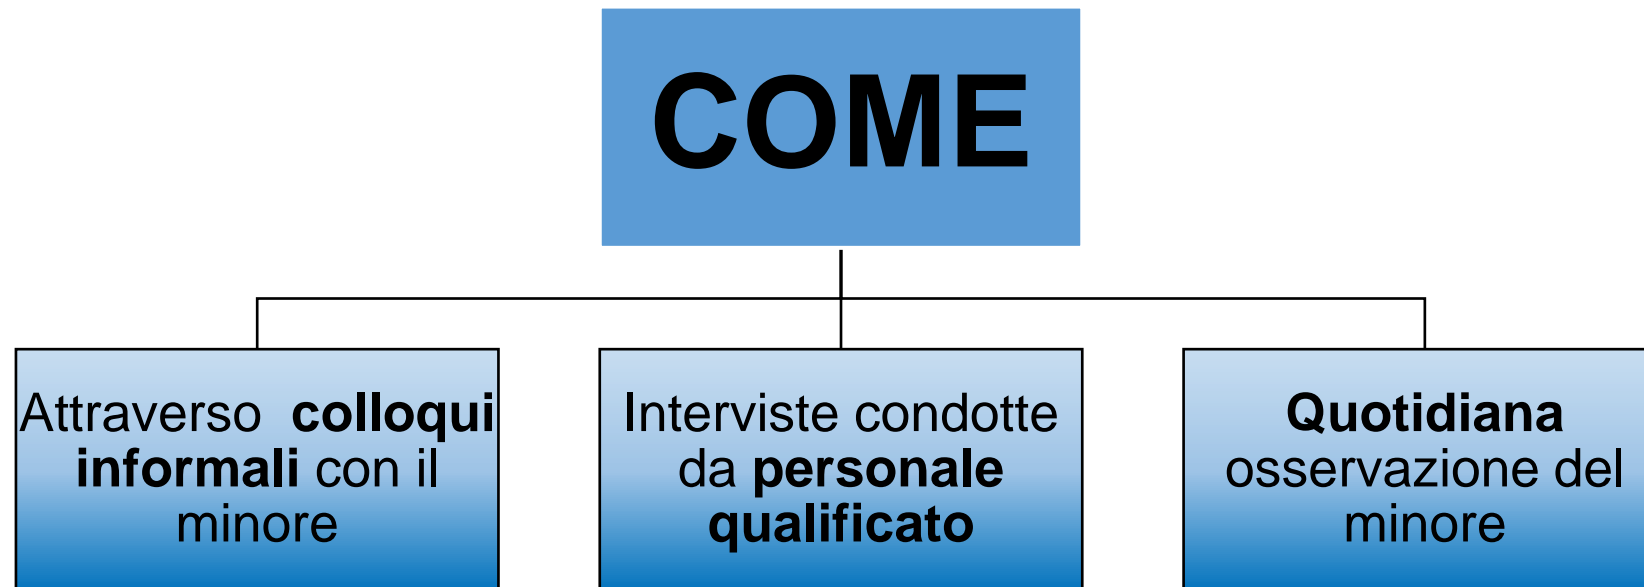 COME
Attraverso colloqui
informali con il
minore
Interviste condotte
da personale
qualificato
Quotidiana
osservazione del
minore